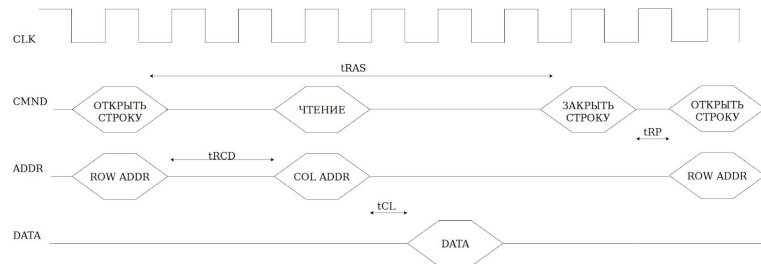 CLK
tRAS
CMND
ОТКРЫТЬ
СТРОКУ
ЧТЕНИЕ
ЗАКРЫТЬ
СТРОКУ
ОТКРЫТЬ
СТРОКУ
tRP
tRCD
ADDR
ROW ADDR
COL ADDR
ROW ADDR
tCL
DATA
DATA